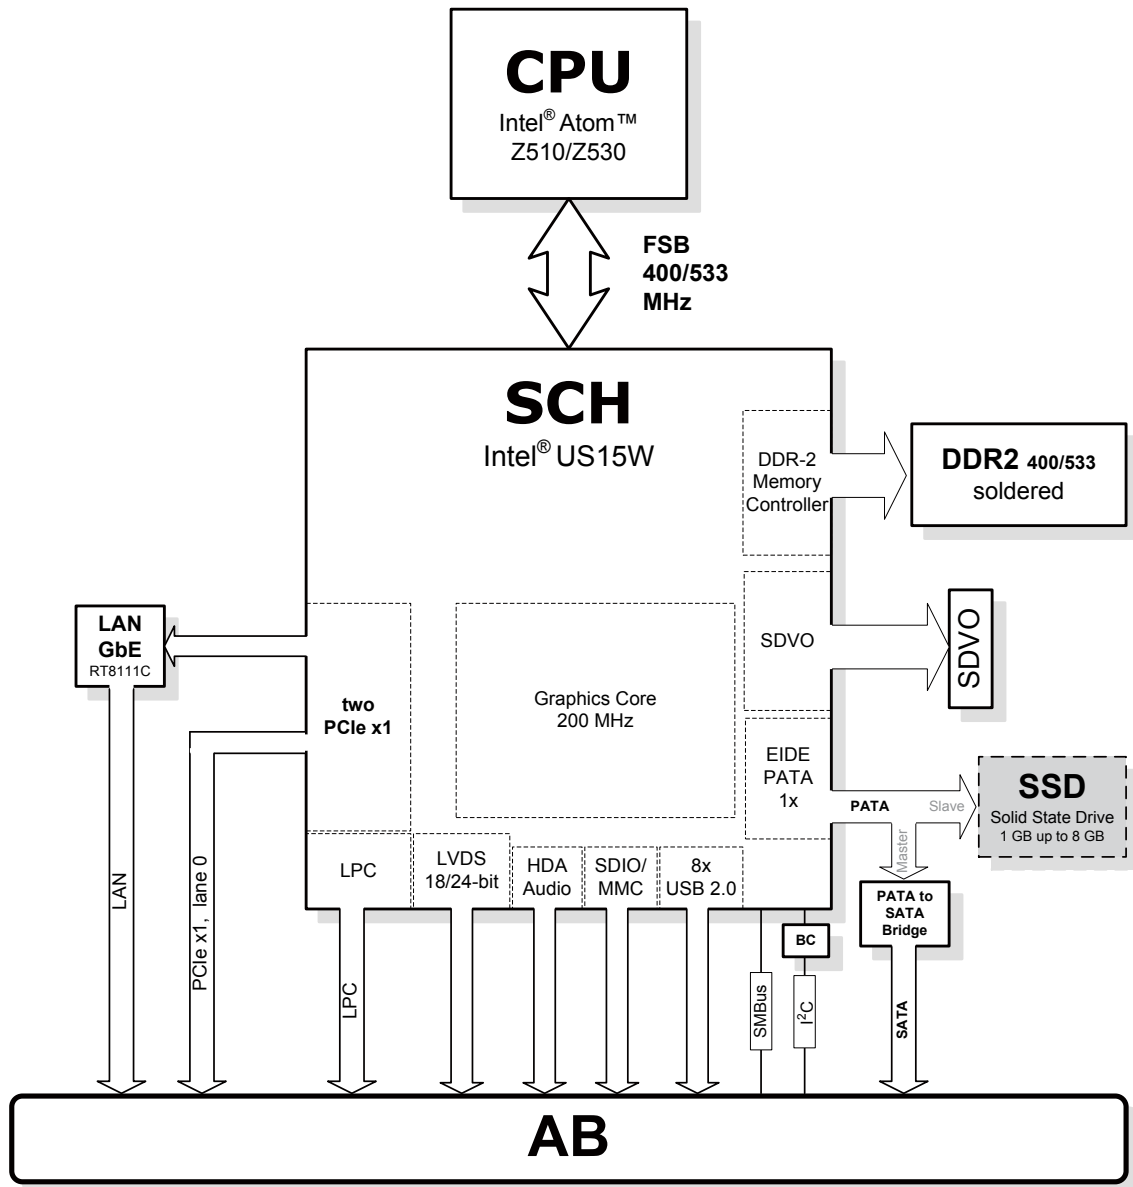 CPU
Intel® Atom™
Z510/Z530
FSB
400/533
MHz
SCH
Intel® US15W
DDR-2
Memory
Controller
DDR2 400/533
soldered
SDVO
SDVO
LAN
GbE
RT8111C
two
PCIe x1
Graphics Core
200 MHz
EIDE
PATA
1x
PATA
Slave
Master
SSD
Solid State Drive
1 GB up to 8 GB
LPC
LVDS
18/24-bit
HDA
Audio
SDIO/
MMC
8x
USB 2.0
PATA to
SATA
Bridge
BC
LAN
PCIe x1, lane 0
LPC
SMBus
I²C
SATA
AB